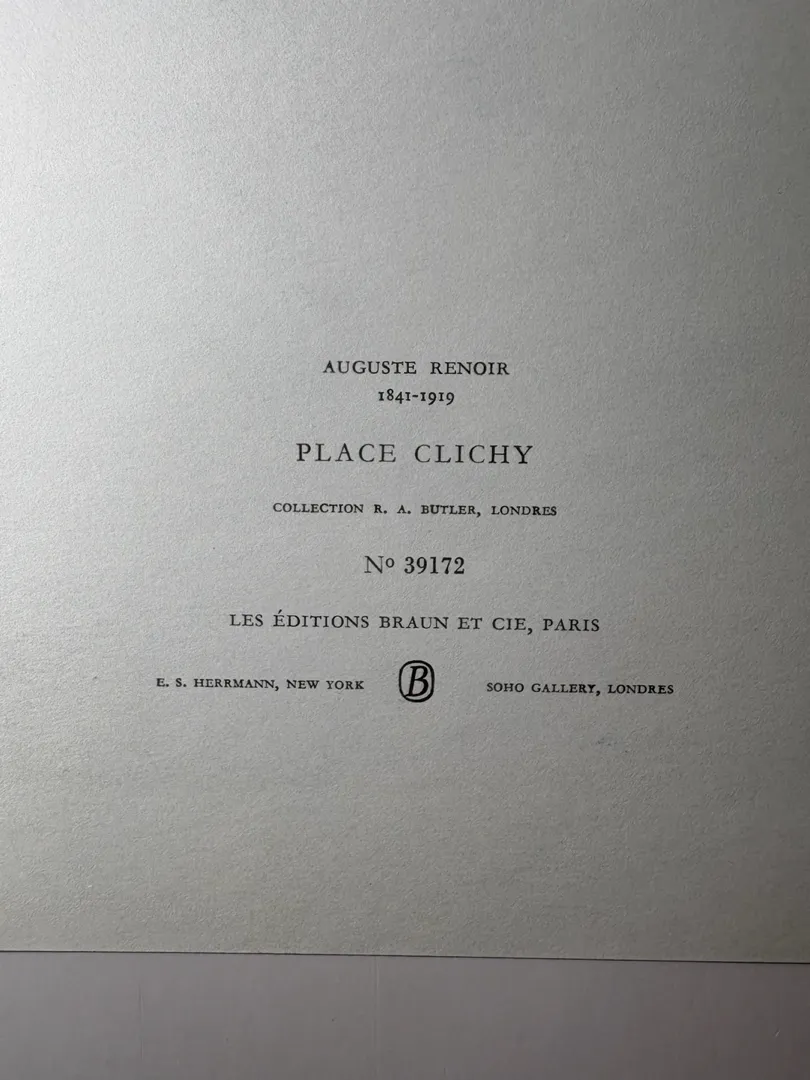 AUGUSTE RENOIR
1841-1919
PLACE CLICHY
COLLECTION R. A. BUTLER, LONDRES
Nº 39172
LES ÉDITIONS BRAUN ET CIE, PARIS
E. S. HERRMANN, NEW YORK B SOHO GALLERY, LONDRES